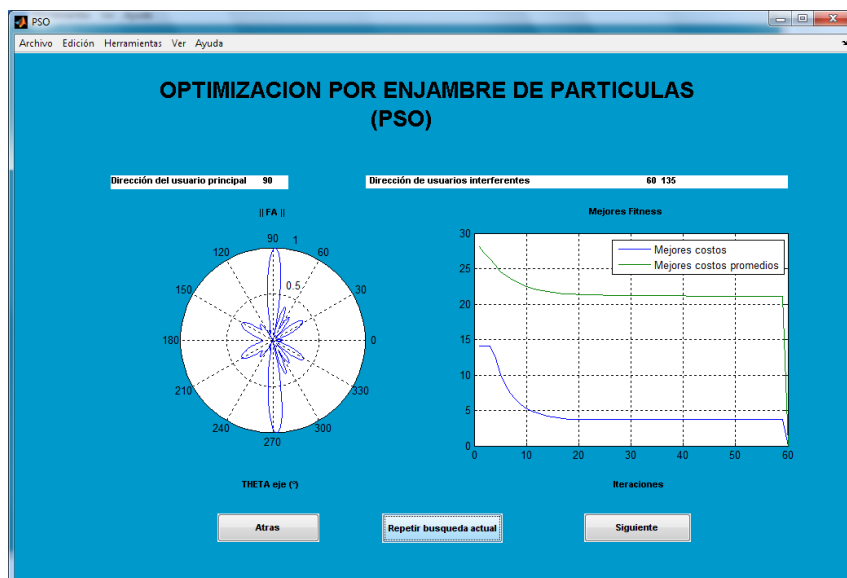 PSO
Archivo Edición Herramientas Ver Ayuda
OPTIMIZACION POR ENJAMBRE DE PARTICULAS
(PSO)
Dirección del usuario principal 90
Dirección de usuarios interferentes 60 135
|| FA ||
90 1
120 60
0.5
150 30
180 0
210 330
240 300
270
THETA eje (º)
Mejores Fitness
30
25
20
15
10
5
0
Mejores costos
Mejores costos promedios
0 10 20 30 40 50 60
Iteraciones
Atras
Repetir busqueda actual
Siguiente